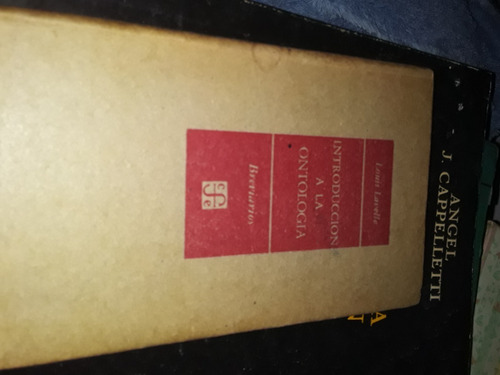 Louis Lavelle
INTRODUCCION
A LA
ONTOLOGIA
Breviarios
ANGEL
J. CAPPELLETTI